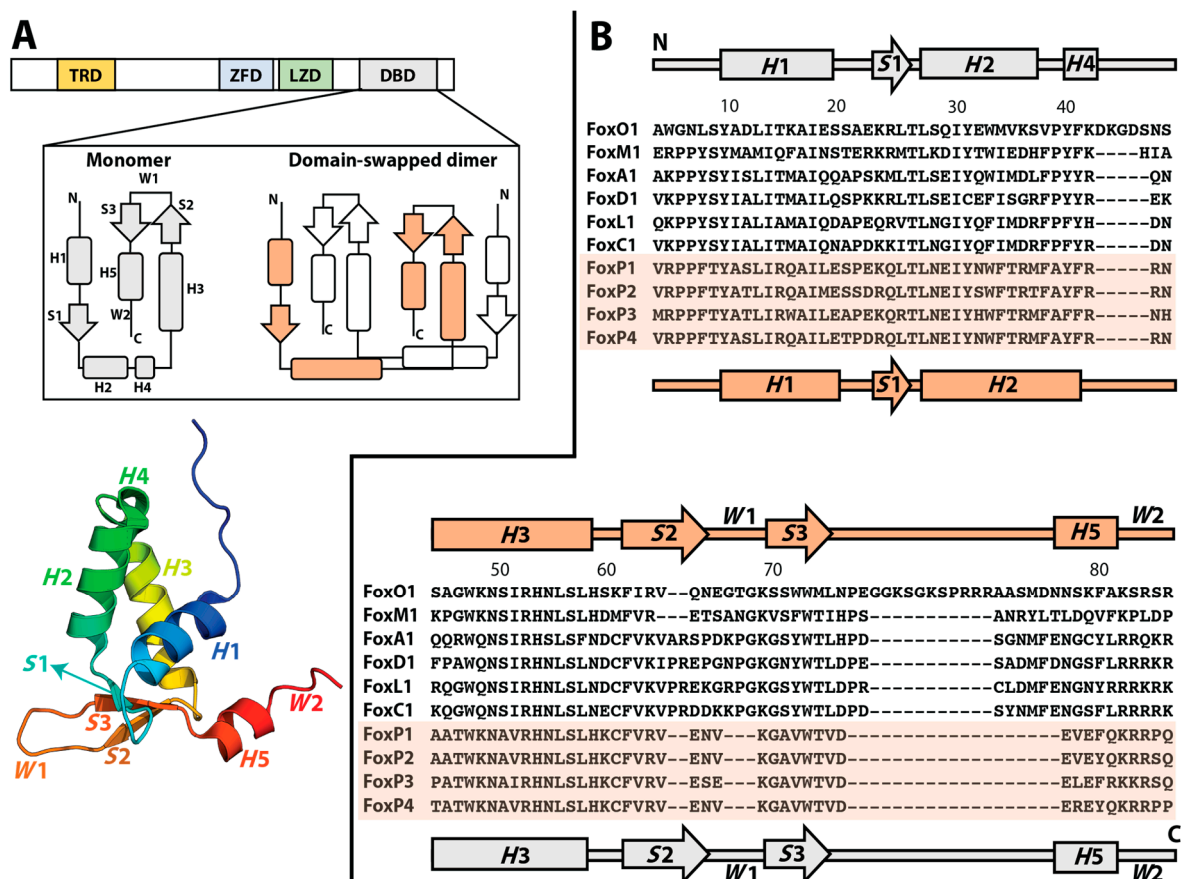 A
TRD
ZFD
LZD
DBD
Monomer
Domain-swapped dimer
W1
N
S3
S2
H1
H5
H3
S1
W2
C
H2
H4
N
N
C
C
H4
H2
H3
S1
H1
W2
S3
W1
S2
H5
B
N
H1
S1
H2
H4
10 20 30 40
FoxO1 AWGNLSYADLITKAIESSAEKRLTLSQIYEWMVKSVPYFKDKGDSNS
FoxM1 ERPPYSYMAMIQFAINSTERKRMTLKDIYTWIEDHFPYFK-----HIA
FoxA1 AKPPYSYISLITMAIQQAPSKMLTLSEIYQWIMDLFPYYR-----QN
FoxD1 VKPPYSYIALITMAILQSPKKRLTLSEICEFISGRFPYYR-----EK
FoxL1 QKPPYSYIALIAMAIQDAPEQRVTLNGIYQFIMDRFPFYH-----DN
FoxC1 VKPPYSYIALITMAIQNAPDKKITLNGIYQFIMDRFPFYR-----DN
FoxP1 VRPPFTYASLIRQAILESPEKQLTLNEIYNWFTRMFAYFR-----RN
FoxP2 VRPPFTYATLIRQAIMESSDRQLTLNEIYSWFTRTFAYFR-----RN
FoxP3 MRPPFTYATLIRWAILEAPEKQRTLNEIYHWFTRMFAFFR-----NH
FoxP4 VRPPFTYASLIRQAILETPDRQLTLNEIYNWFTRMFAYFR-----RN
H1
S1
H2
H3
S2
W1
S3
H5
W2
50 60 70 80
FoxO1 SAGWKNSIRHNLSLHSKFIRV--QNEGTGKSSWWMLNPEGGKSGKSPRRRAASMDNNSKFAKSRSR
FoxM1 KPGWKNSIRHNLSLHDMFVR---ETSANGKVSFWTIHPS-----------ANRYLTLDQVFKPLDP
FoxA1 QQRWQNSIRHSLSFNDCFVKVARSPDKPGKGSYWTLHPD-----------SGNMFENGCYLRRQKR
FoxD1 FPAWQNSIRHNLSLNDCFVKIPREPGNPGKGNYWTLDPE-----------SADMFDNGSFLRRRKR
FoxL1 RQGWQNSIRHNLSLNDCFVKVPREKGRPGKGSYWTLDPR-----------CLDMFENGNYRRRKRK
FoxC1 KQGWQNSIRHNLSLNECFVKVPRDDKKPGKGSYWTLDPD-----------SYNMFENGSFLRRRRK
FoxP1 AATWKNAVRHNLSLHKCFVRV--ENV---KGAVWTVD-------------------EVEFQKRRPQ
FoxP2 AATWKNAVRHNLSLHKCFVRV--ENV---KGAVWTVD-------------------EVEYQKRRSQ
FoxP3 PATWKNAIRHNLSLHKCFVRV--ESE---KGAVWTVD-------------------ELEFRKKRSQ
FoxP4 TATWKNAVRHNLSLHKCFVRV--ENV---KGAVWTVD-------------------EREYQKRRPP
H3
S2
W1
S3
H5
W2
C